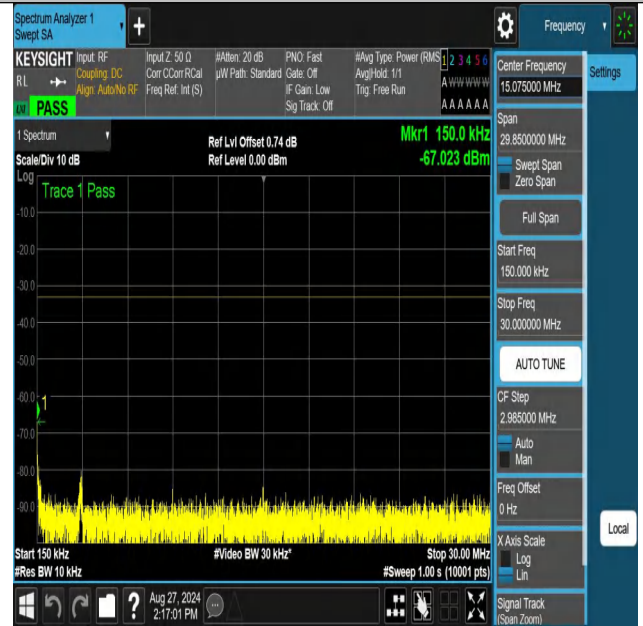 Spectrum Analyzer 1
Swept SA
Frequency
KEYSIGHT
RL
LXI PASS
Input: RF
Coupling: DC
Align: Auto/No RF
Input Z: 50 Ω
Corr CCorr RCal
Freq Ref: Int (S)
#Atten: 20 dB
µW Path: Standard
PNO: Fast
Gate: Off
IF Gain: Low
Sig Track: Off
#Avg Type: Power (RMS
Avg|Hold: 1/1
Trig: Free Run
1 2 3 4 5 6
A W W W W W
A A A A A A
1 Spectrum
Scale/Div 10 dB
Ref Lvl Offset 0.74 dB
Ref Level 0.00 dBm
Mkr1 150.0 kHz
-67.023 dBm
Log
Trace 1 Pass
-10.0
-20.0
-30.0
-40.0
-50.0
-60.0
1
-70.0
-80.0
-90.0
Start 150 kHz
#Res BW 10 kHz
#Video BW 30 kHz*
Stop 30.00 MHz
#Sweep 1.00 s (10001 pts)
Aug 27, 2024
2:17:01 PM
Center Frequency
15.075000 MHz
Settings
Span
29.8500000 MHz
Swept Span
Zero Span
Full Span
Start Freq
150.000 kHz
Stop Freq
30.000000 MHz
AUTO TUNE
CF Step
2.985000 MHz
Auto
Man
Freq Offset
0 Hz
X Axis Scale
Log
Lin
Local
Signal Track
(Span Zoom)